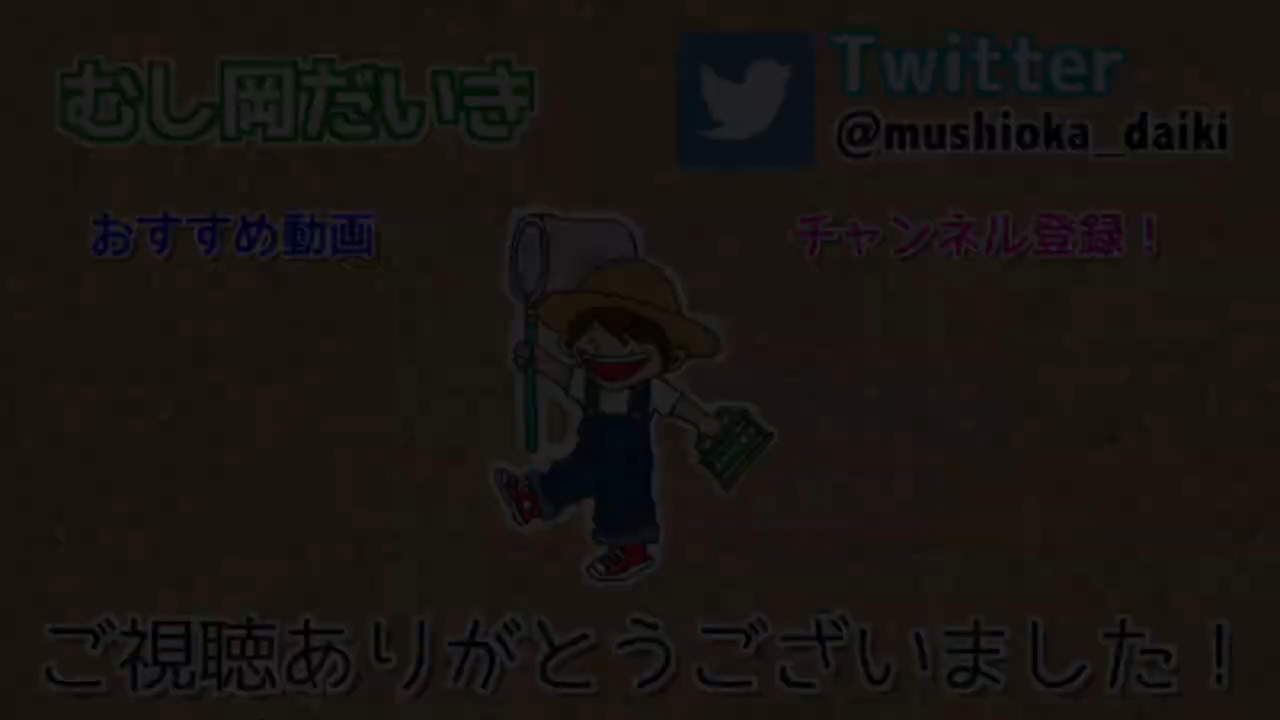 むし岡だいき
Twitter
@mushioka_daiki
おすすめ動画
チャンネル登録！
ご視聴ありがとうございました！